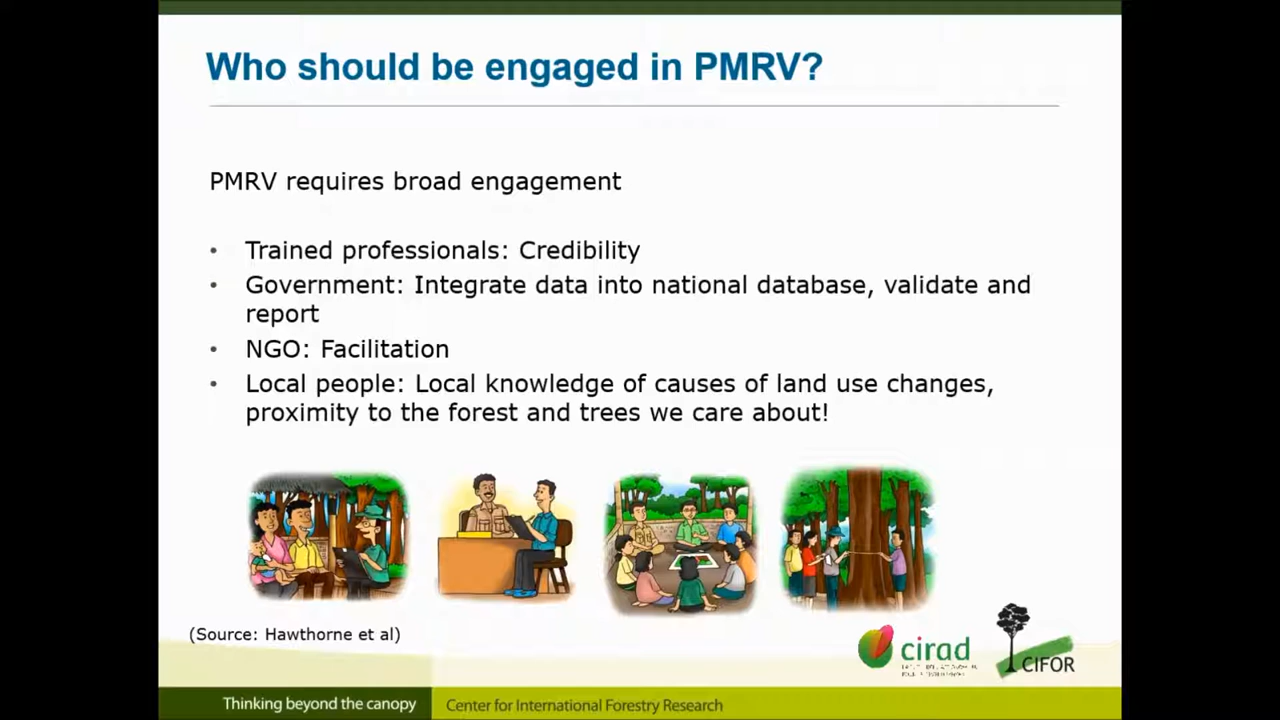 Who should be engaged in PMRV?
PMRV requires broad engagement
• Trained professionals: Credibility
• Government: Integrate data into national database, validate and
report
• NGO: Facilitation
• Local people: Local knowledge of causes of land use changes,
proximity to the forest and trees we care about!
(Source: Hawthorne et al)
cirad
CIFOR
Thinking beyond the canopy
Center for International Forestry Research